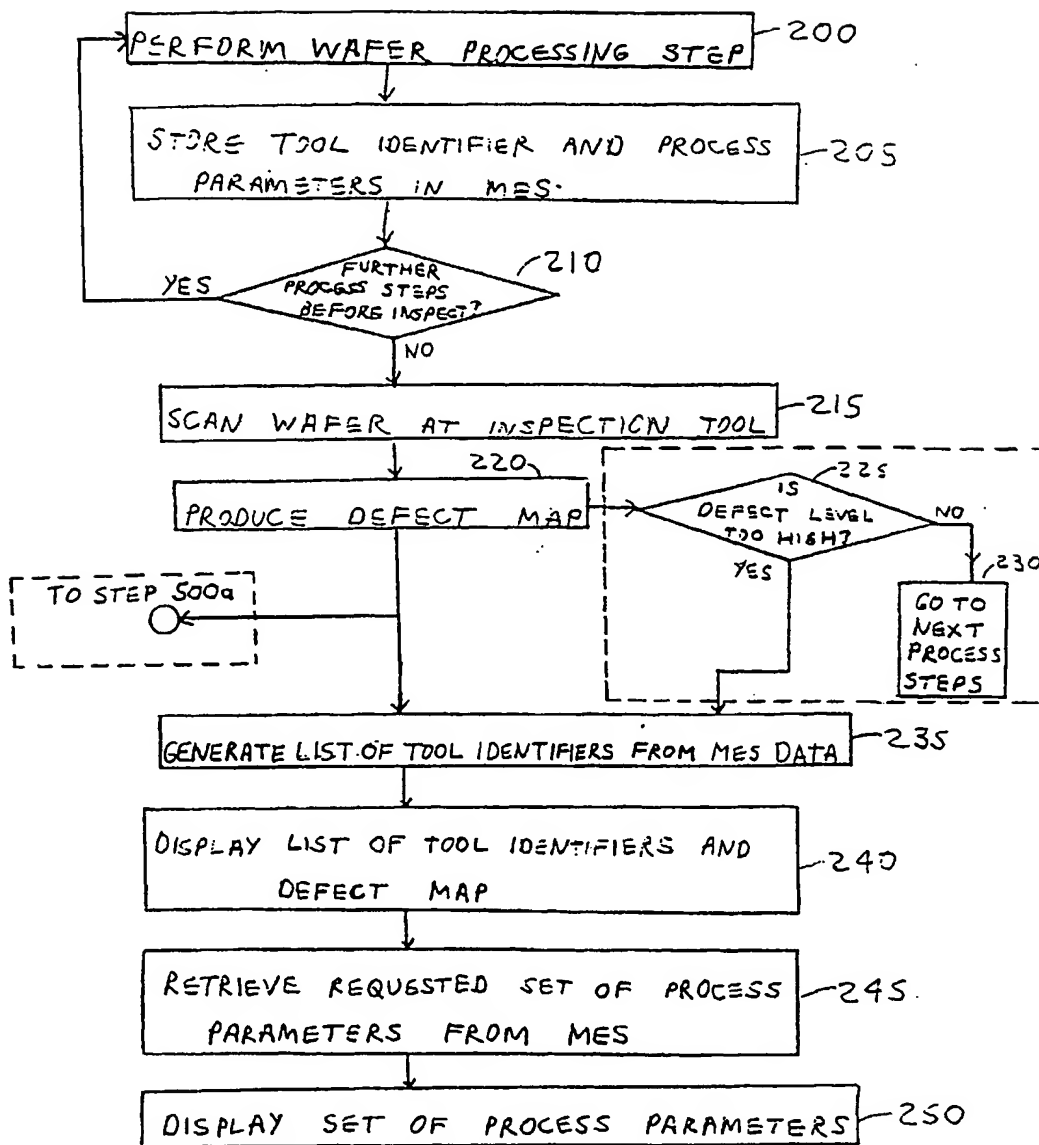 PERFORM WAFER PROCESSING STEP
200
STORE TOOL IDENTIFIER AND PROCESS
PARAMETERS IN MES.
205
FURTHER
PROCESS STEPS
BEFORE INSPECT?
210
YES
NO
SCAN WAFER AT INSPECTION TOOL
215
220
PRODUCE DEFECT MAP
225
IS
DEFECT LEVEL
TOO HIGH?
NO
YES
230
GO TO
NEXT
PROCESS
STEPS
TO STEP 500a
GENERATE LIST OF TOOL IDENTIFIERS FROM MES DATA
235
DISPLAY LIST OF TOOL IDENTIFIERS AND
DEFECT MAP
240
RETRIEVE REQUESTED SET OF PROCESS
PARAMETERS FROM MES
245
DISPLAY SET OF PROCESS PARAMETERS
250